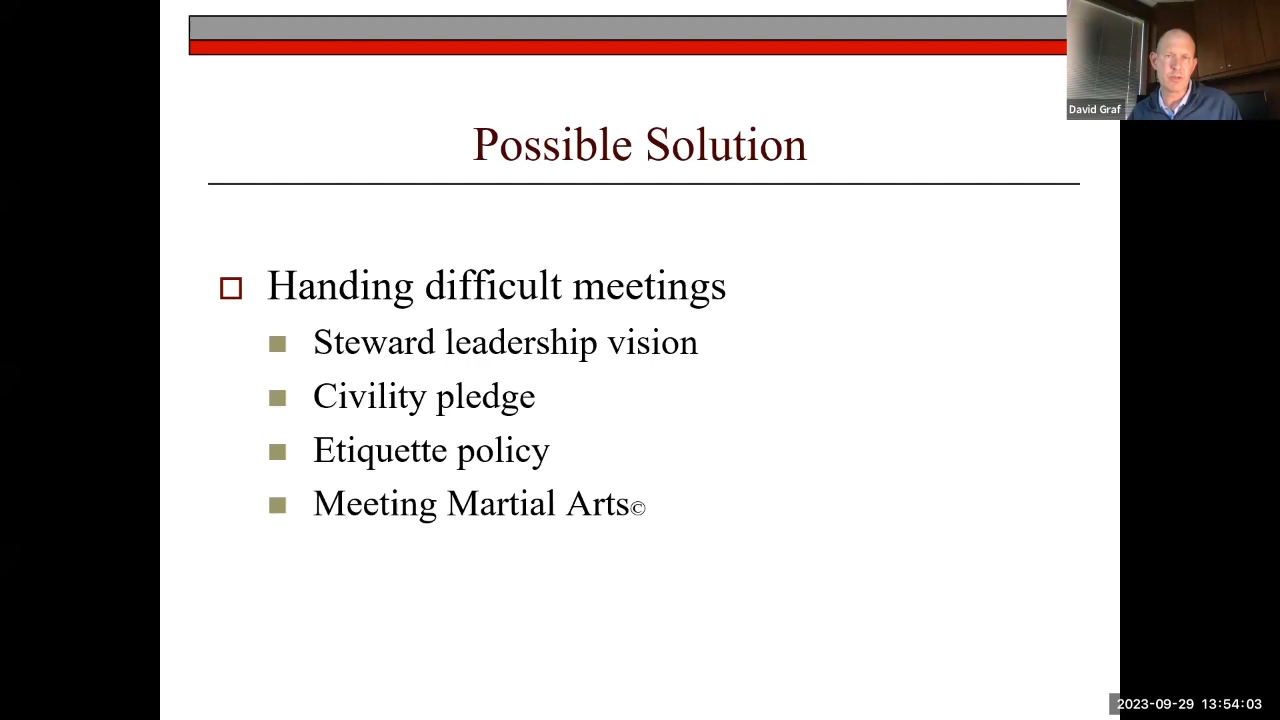 David Graf
Possible Solution
Handing difficult meetings
Steward leadership vision
Civility pledge
Etiquette policy
Meeting Martial Arts©
2023-09-29 13:54:03